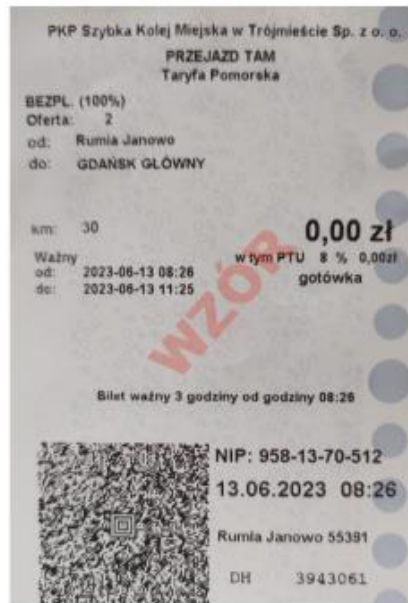 PKP Szybka Kolej Miejska w Trójmieście Sp. z o. o.
PRZEJAZD TAM
Taryfa Pomorska
BEZPŁ. (100%)
Oferta: 2
od: Rumia Janowo
do: GDAŃSK GŁÓWNY
km: 30
0,00 zł
Ważny
w tym PTU 8 % 0,00zł
od: 2023-06-13 08:26
gotówka
do: 2023-06-13 11:25
WZÓR
Bilet ważny 3 godziny od godziny 08:26
NIP: 958-13-70-512
13.06.2023 08:26
Rumia Janowo 55391
DH 3943061